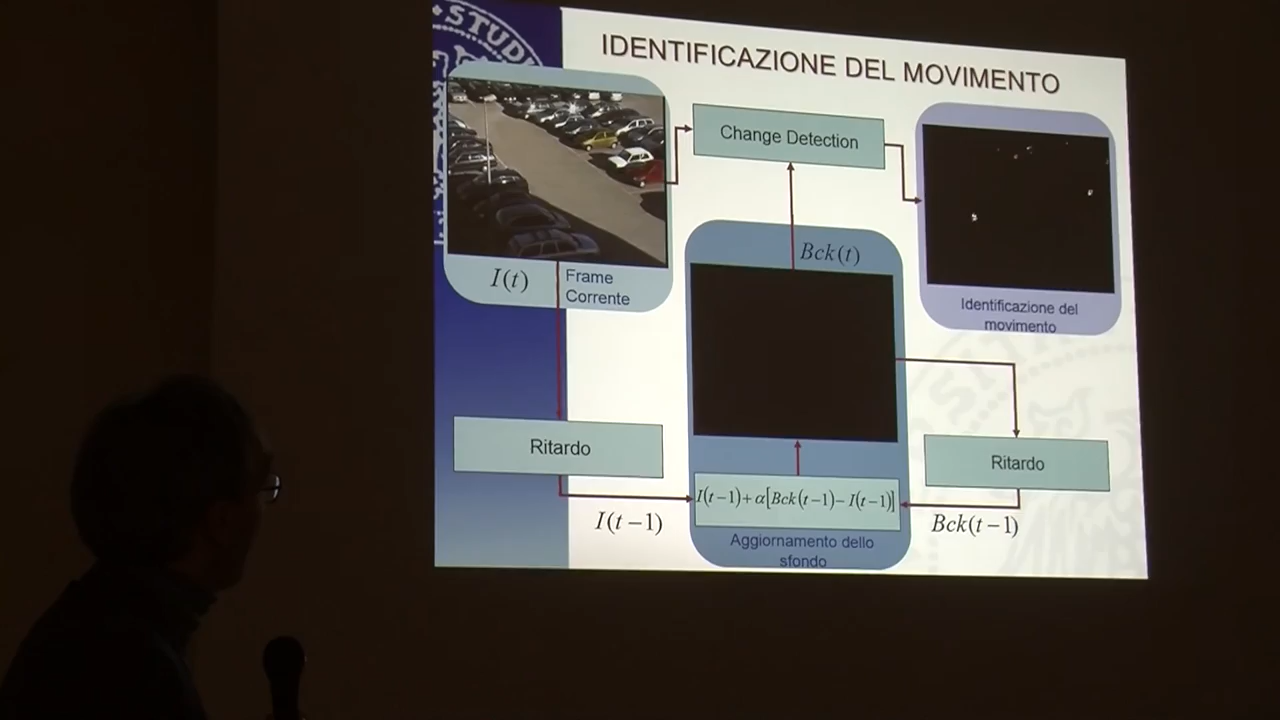 STUD
IDENTIFICAZIONE DEL MOVIMENTO
Change Detection
Bck(t)
I(t)
Frame
Corrente
Identificazione del
movimento
Ritardo
Ritardo
I(t−1)+α[Bck(t−1)−I(t−1)]
I(t−1)
Bck(t−1)
Aggiornamento dello
sfondo